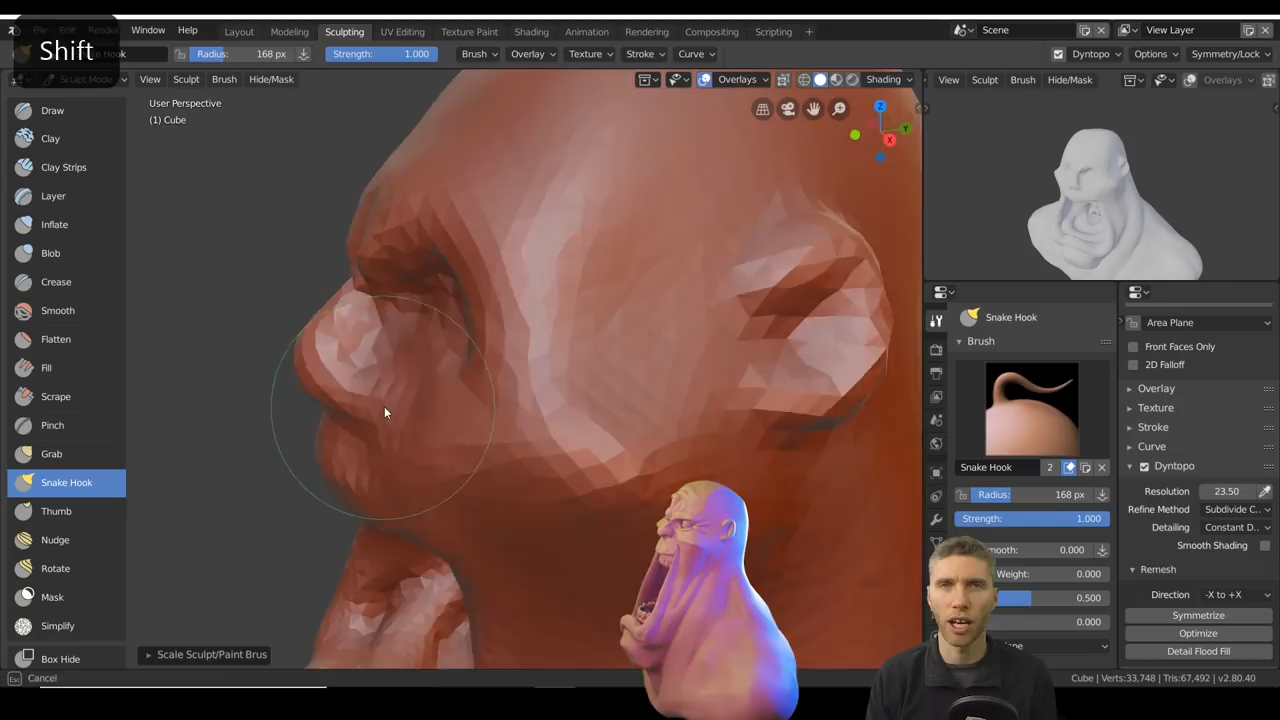 Shift
Window Help Layout Modeling Sculpting UV Editing Texture Paint Shading Animation Rendering Compositing Scripting + Scene View Layer
Radius: 168 px Strength: 1.000 Brush Overlay Texture Stroke Curve Dyntopo Options Symmetry/Lock
Sculpt Mode View Sculpt Brush Hide/Mask Overlays Shading View Sculpt Brush Hide/Mask Overlays
User Perspective
(1) Cube
Z
Y
X
Draw
Clay
Clay Strips
Layer
Inflate
Blob
Crease
Smooth
Flatten
Fill
Scrape
Pinch
Grab
Snake Hook
Thumb
Nudge
Rotate
Mask
Simplify
Box Hide
Scale Sculpt/Paint Brus
Snake Hook
Brush
Snake Hook 2
Radius: 168 px
Strength: 1.000
mooth: 0.000
Weight: 0.000
0.500
0.000
Area Plane
Front Faces Only
2D Falloff
Overlay
Texture
Stroke
Curve
Dyntopo
Resolution 23.50
Refine Method Subdivide C..
Detailing Constant D..
Smooth Shading
Remesh
Direction -X to +X
Symmetrize
Optimize
Detail Flood Fill
Esc Cancel
Cube | Verts:33,748 | Tris:67,492 | v2.80.40